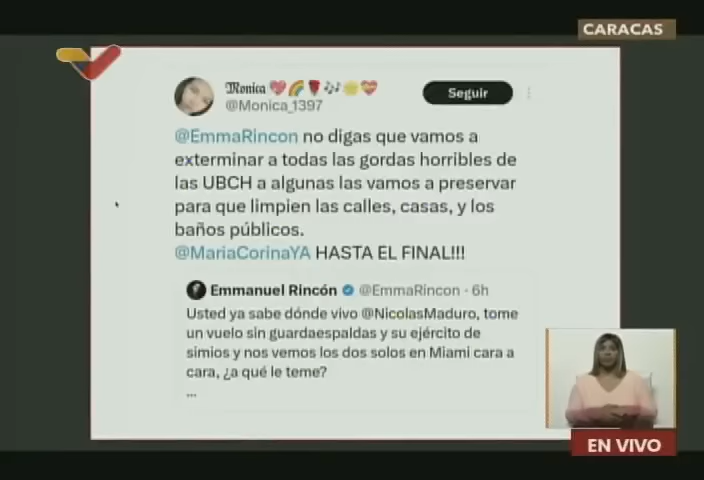 CARACAS
Monica
Seguir
@Monica_1397
@EmmaRincon no digas que vamos a
exterminar a todas las gordas horribles de
las UBCH a algunas las vamos a preservar
para que limpien las calles, casas, y los
baños públicos.
@MariaCorinaYA HASTA EL FINAL!!!
Emmanuel Rincón @EmmaRincon · 6h
Usted ya sabe dónde vivo @NicolasMaduro, tome
un vuelo sin guardaespaldas y su ejército de
simios y nos vemos los dos solos en Miami cara a
cara, ¿a qué le teme?
...
EN VIVO